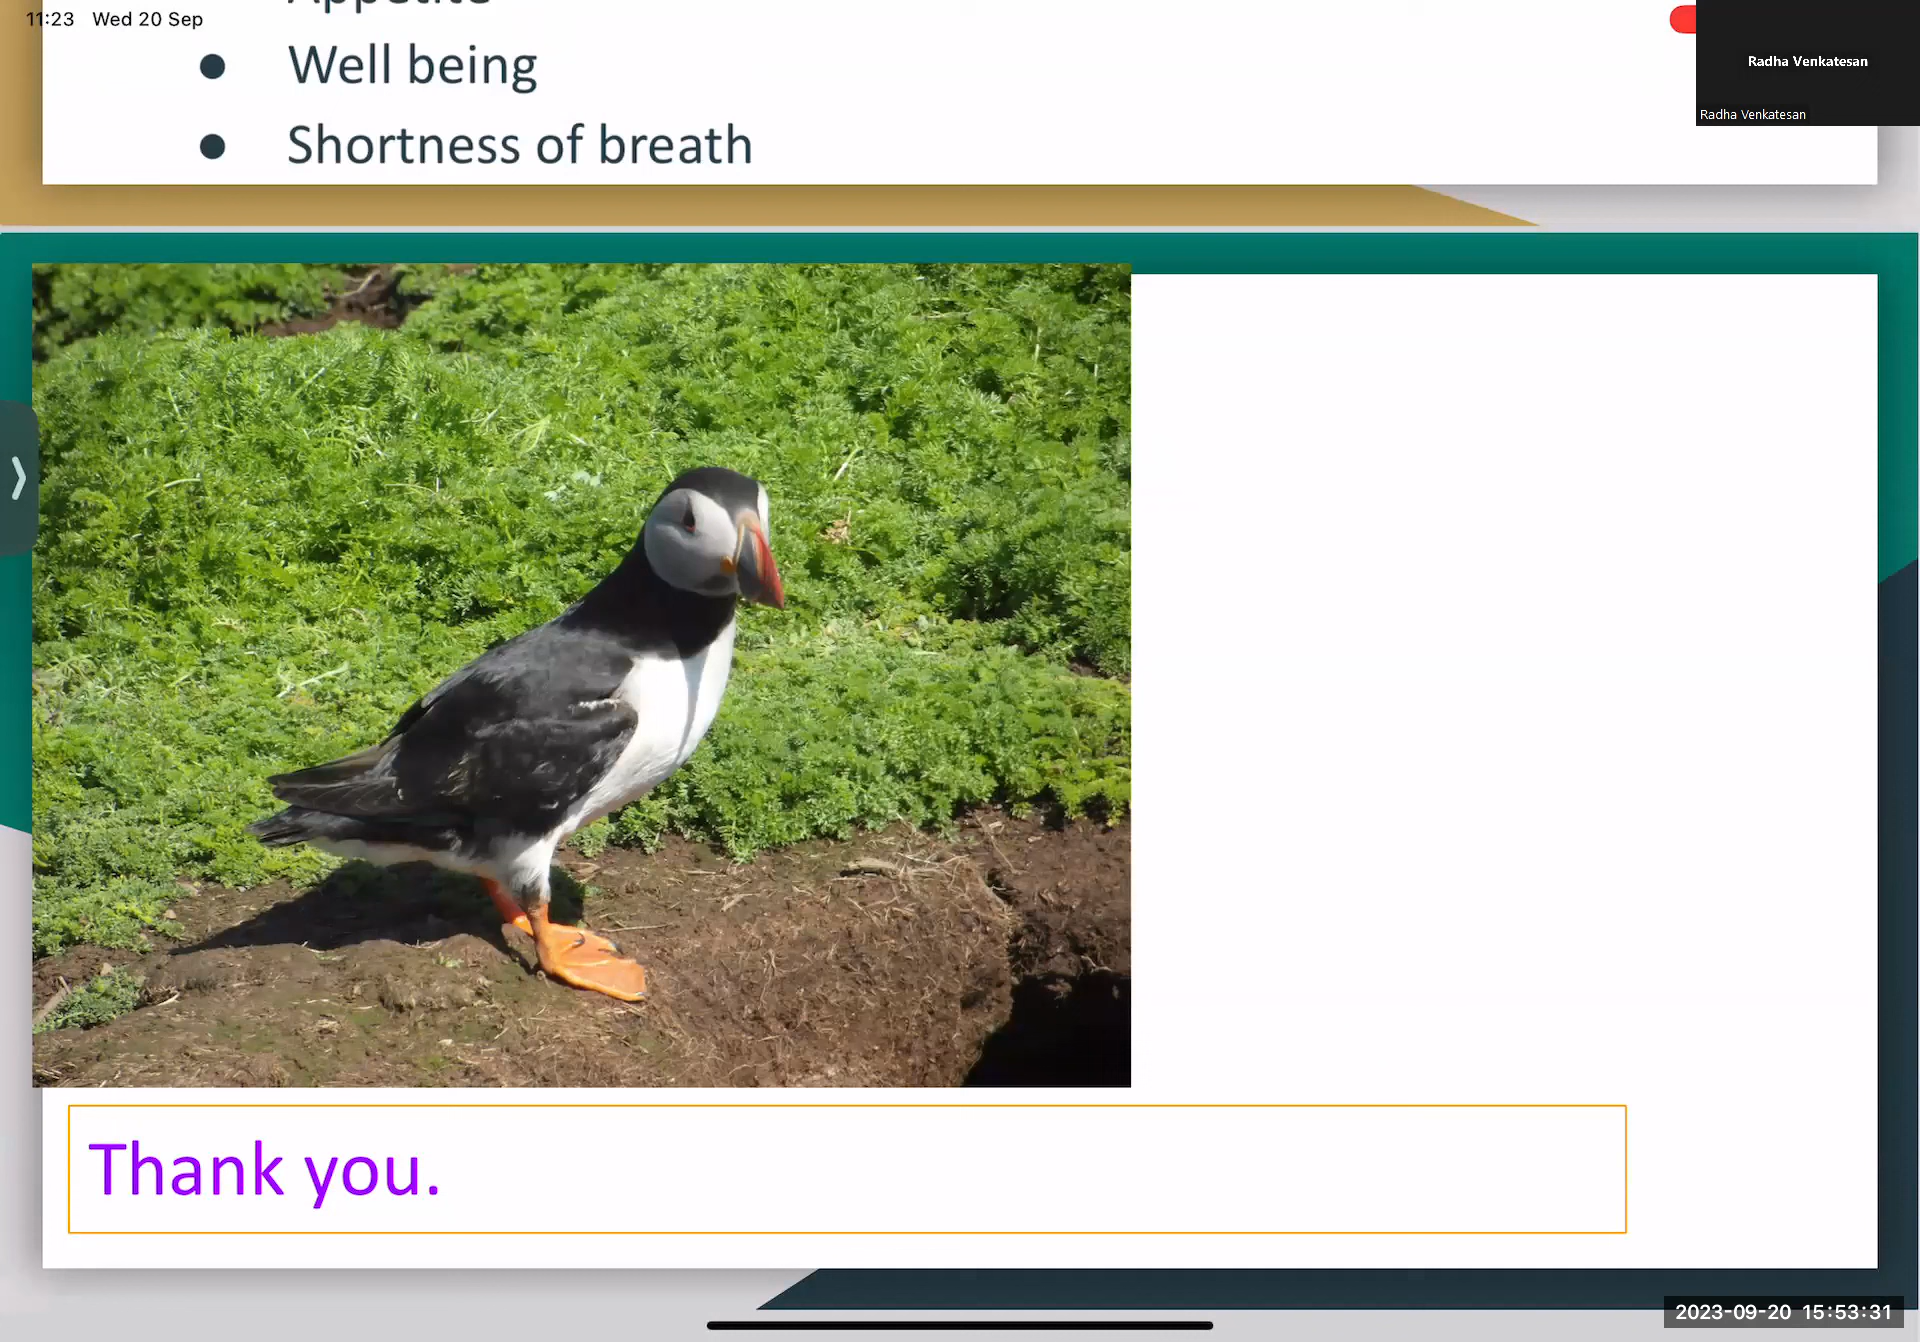 Appetite
11:23 Wed 20 Sep
Well being
Shortness of breath
Radha Venkatesan
Radha Venkatesan
Thank you.
2023-09-20 15:53:31